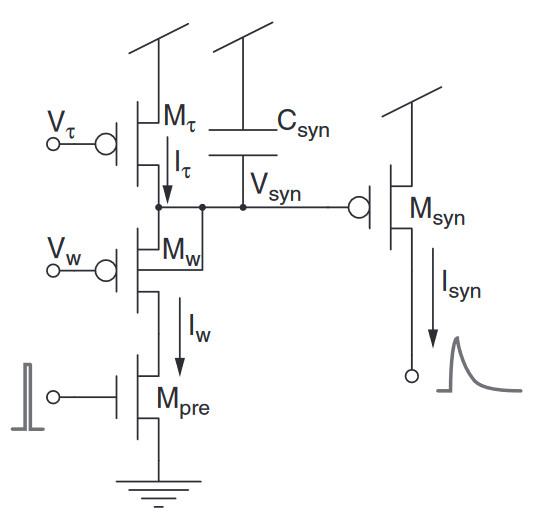 Vτ
Mτ
Csyn
Iτ
Vsyn
Msyn
Vw
Mw
Isyn
Iw
Mpre